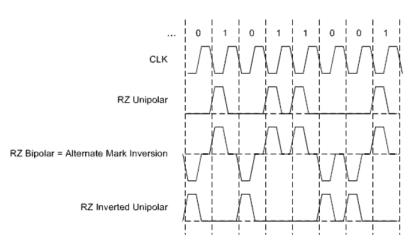 ... 0 1 0 1 1 0 0 1
CLK
RZ Unipolar
RZ Bipolar = Alternate Mark Inversion
RZ Inverted Unipolar